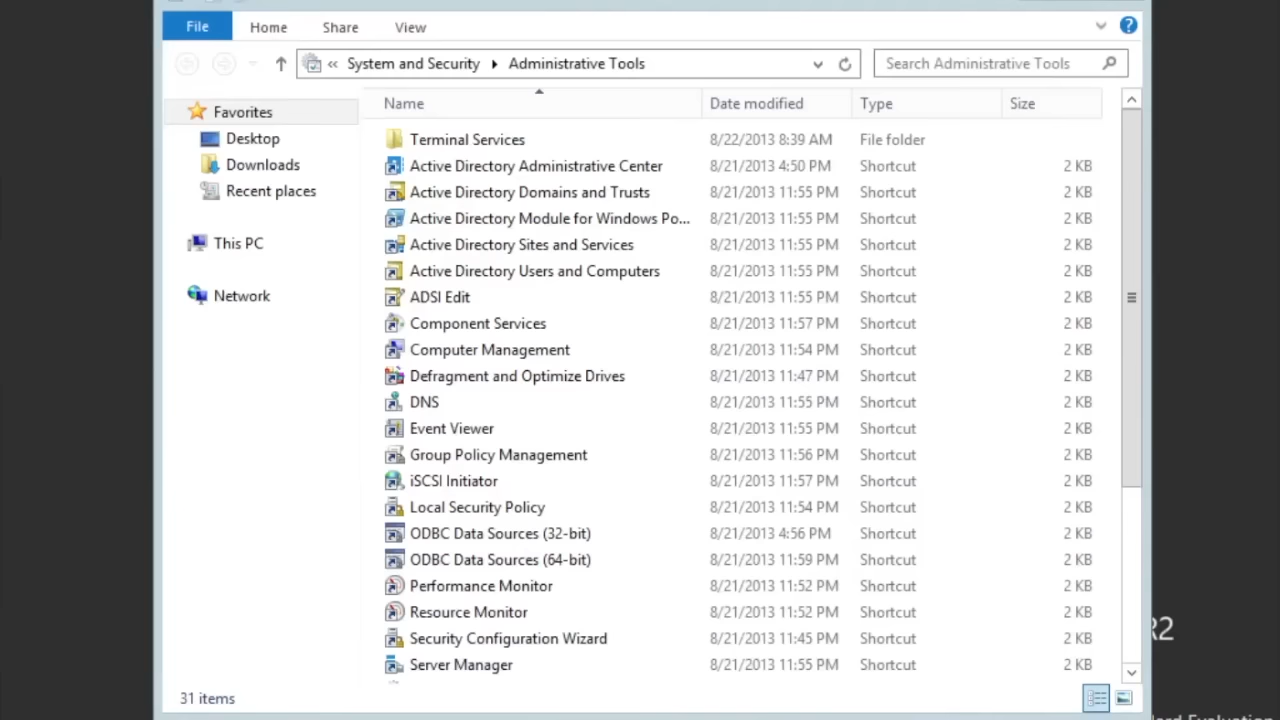 File Home Share View
« System and Security Administrative Tools
Search Administrative Tools
Favorites
Desktop
Downloads
Recent places
This PC
Network
Name Date modified Type Size
Terminal Services 8/22/2013 8:39 AM File folder
Active Directory Administrative Center 8/21/2013 4:50 PM Shortcut 2 KB
Active Directory Domains and Trusts 8/21/2013 11:55 PM Shortcut 2 KB
Active Directory Module for Windows Po... 8/21/2013 11:55 PM Shortcut 2 KB
Active Directory Sites and Services 8/21/2013 11:55 PM Shortcut 2 KB
Active Directory Users and Computers 8/21/2013 11:55 PM Shortcut 2 KB
ADSI Edit 8/21/2013 11:55 PM Shortcut 2 KB
Component Services 8/21/2013 11:57 PM Shortcut 2 KB
Computer Management 8/21/2013 11:54 PM Shortcut 2 KB
Defragment and Optimize Drives 8/21/2013 11:47 PM Shortcut 2 KB
DNS 8/21/2013 11:55 PM Shortcut 2 KB
Event Viewer 8/21/2013 11:55 PM Shortcut 2 KB
Group Policy Management 8/21/2013 11:56 PM Shortcut 2 KB
iSCSI Initiator 8/21/2013 11:57 PM Shortcut 2 KB
Local Security Policy 8/21/2013 11:54 PM Shortcut 2 KB
ODBC Data Sources (32-bit) 8/21/2013 4:56 PM Shortcut 2 KB
ODBC Data Sources (64-bit) 8/21/2013 11:59 PM Shortcut 2 KB
Performance Monitor 8/21/2013 11:52 PM Shortcut 2 KB
Resource Monitor 8/21/2013 11:52 PM Shortcut 2 KB
Security Configuration Wizard 8/21/2013 11:45 PM Shortcut 2 KB
Server Manager 8/21/2013 11:55 PM Shortcut 2 KB
31 items
R2